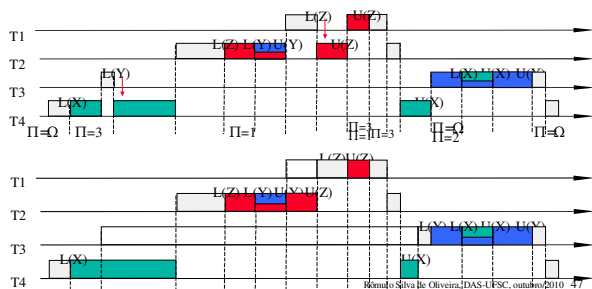 L(Z) U(Z)
T1
L(Z) L(Y)U(Y) U(Z)
T2
L(Y) L(X) U(X) U(Y)
T3
L(X) U(X)
T4
Π=Ω Π=3 Π=1 Π=3 Π=1 Π=3 Π=Ω Π=2 Π=Ω
L(Z)U(Z)
T1
L(Z) L(Y) U(Y)U(Z)
T2
L(Y) L(X) U(X) U(Y)
T3
L(X) U(X)
T4
Rômulo Silva de Oliveira, DAS-UFSC, outubro/2010 47